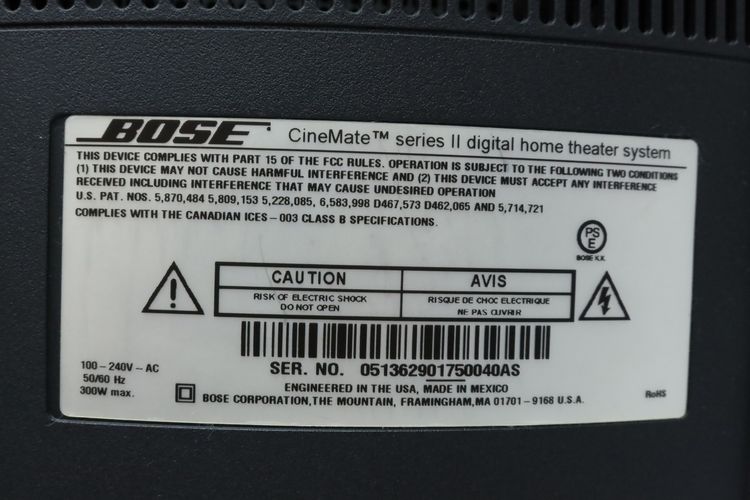 BOSE CineMate™ series II digital home theater system
THIS DEVICE COMPLIES WITH PART 15 OF THE FCC RULES. OPERATION IS SUBJECT TO THE FOLLOWING TWO CONDITIONS
(1) THIS DEVICE MAY NOT CAUSE HARMFUL INTERFERENCE AND (2) THIS DEVICE MUST ACCEPT ANY INTERFERENCE
RECEIVED INCLUDING INTERFERENCE THAT MAY CAUSE UNDESIRED OPERATION
U.S. PAT. NOS. 5,870,484 5,809,153 5,228,085, 6,583,998 D467,573 D462,065 AND 5,714,721
COMPLIES WITH THE CANADIAN ICES-003 CLASS B SPECIFICATIONS.
PS
E
BOSE K.K.
CAUTION
RISK OF ELECTRIC SHOCK
DO NOT OPEN
AVIS
RISQUE DE CHOC ELECTRIQUE
NE PAS OUVRIR
SER. NO. 051362901750040AS
100-240V-AC
50/60 Hz
300W max.
ENGINEERED IN THE USA, MADE IN MEXICO
BOSE CORPORATION,THE MOUNTAIN, FRAMINGHAM,MA 01701-9168 U.S.A.
RoHS